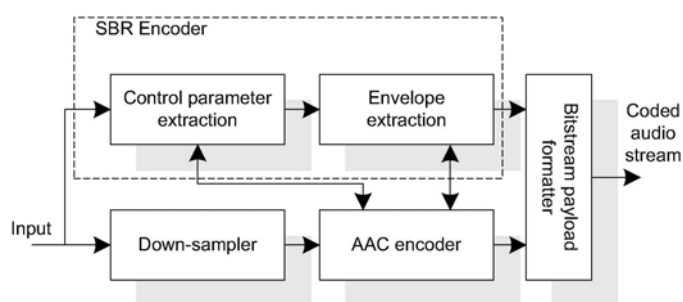 SBR Encoder
Control parameter
extraction
Envelope
extraction
Bitstream payload
formatter
Coded
audio
stream
Input
Down-sampler
AAC encoder